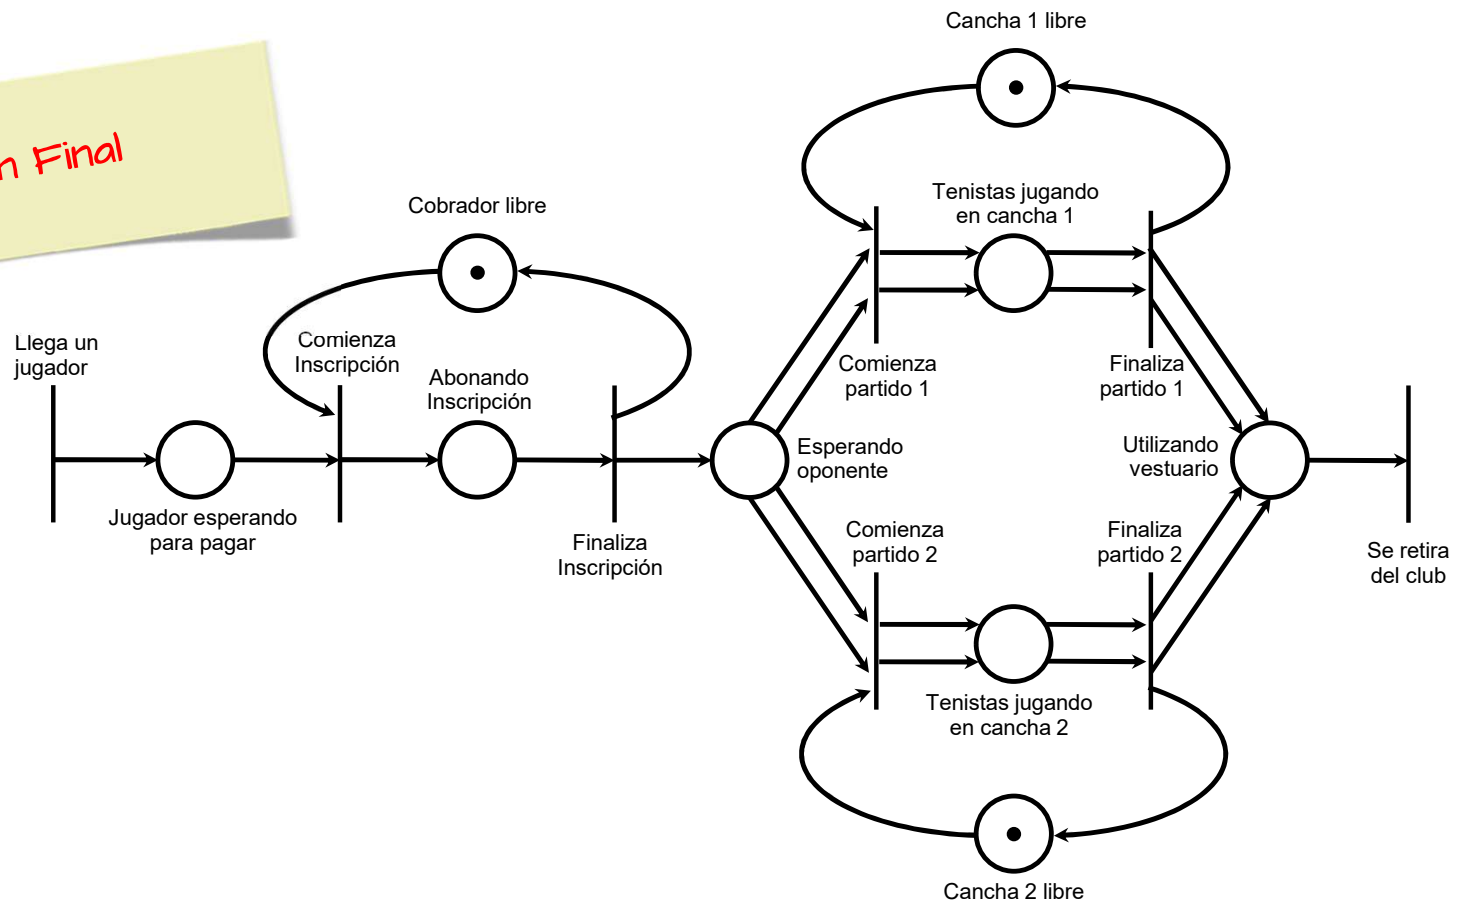 Cancha 1 libre
n Final
Tenistas jugando
en cancha 1
Cobrador libre
Llega un
jugador
Comienza
Inscripción
Abonando
Inscripción
Comienza
partido 1
Finaliza
partido 1
Esperando
oponente
Utilizando
vestuario
Jugador esperando
para pagar
Finaliza
Inscripción
Comienza
partido 2
Finaliza
partido 2
Se retira
del club
Tenistas jugando
en cancha 2
Cancha 2 libre